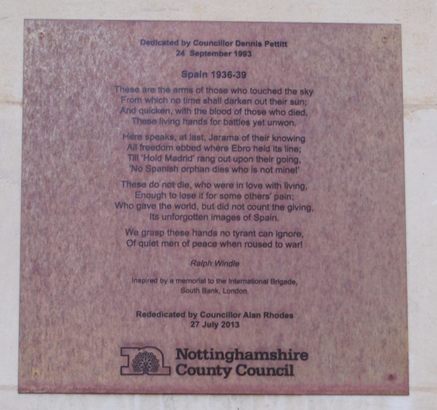 Dedicated by Councillor Dennis Pettitt
24 September 1993
Spain 1936-39
These are the arms of those who touched the sky
From which no time shall darken out their sun;
And quicken, with the blood of those who died,
These living hands for battles yet unwon.
Here speaks, at last, Jarama of their knowing
All freedom ebbed where Ebro held its line;
Till 'Hold Madrid' rang out upon their going,
'No Spanish orphan dies who is not mine!'
These do not die, who were in love with living,
Enough to lose it for some others' pain;
Who gave the world, but did not count the giving,
Its unforgotten images of Spain.
We grasp these hands no tyrant can ignore,
Of quiet men of peace when roused to war!
Ralph Windle
Inspired by a memorial to the International Brigade,
South Bank, London.
Rededicated by Councillor Alan Rhodes
27 July 2013
Nottinghamshire
County Council